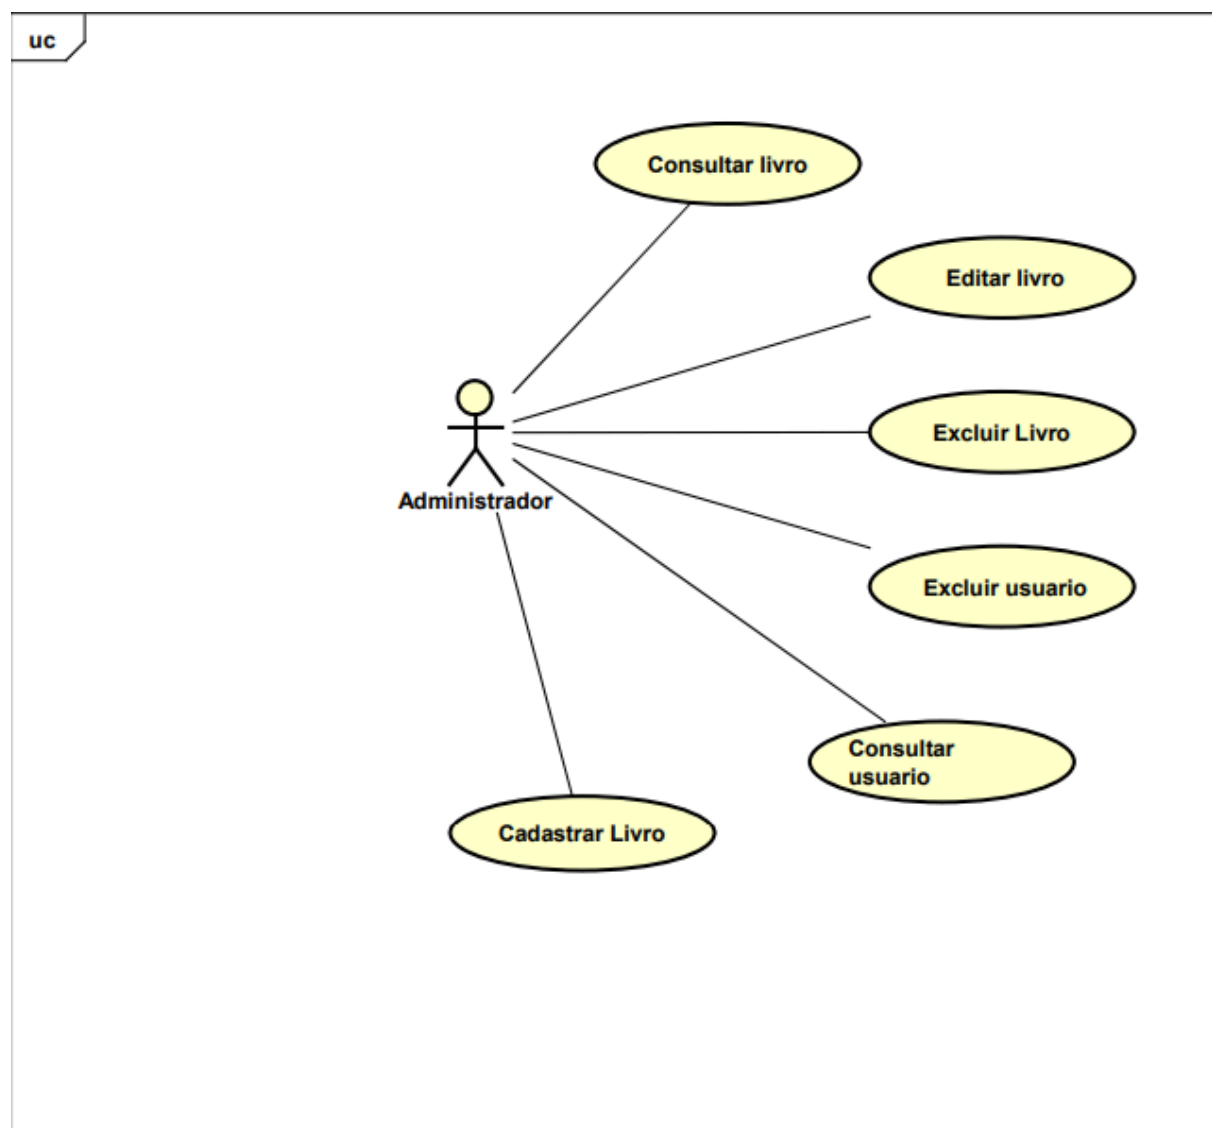 uc
Consultar livro
Editar livro
Excluir Livro
Administrador
Excluir usuario
Consultar
usuario
Cadastrar Livro